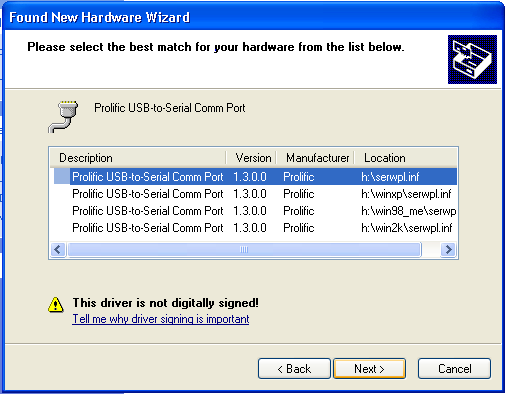 Found New Hardware Wizard
Please select the best match for your hardware from the list below.
Prolific USB-to-Serial Comm Port
Description Version Manufacturer Location
Prolific USB-to-Serial Comm Port 1.3.0.0 Prolific h:\serwpl.inf
Prolific USB-to-Serial Comm Port 1.3.0.0 Prolific h:\winxp\serwpl.inf
Prolific USB-to-Serial Comm Port 1.3.0.0 Prolific h:\win98_me\serwp
Prolific USB-to-Serial Comm Port 1.3.0.0 Prolific h:\win2k\serwpl.inf
This driver is not digitally signed!
Tell me why driver signing is important
< Back Next > Cancel